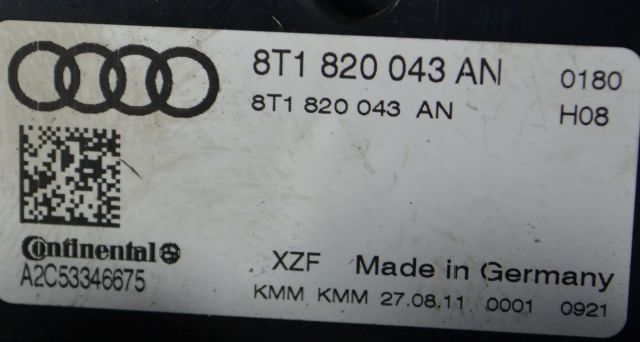 8T1 820 043 AN 0180
8T1 820 043 AN H08
Continental
A2C53346675
XZF Made in Germany
KMM KMM 27.08.11 0001 0921